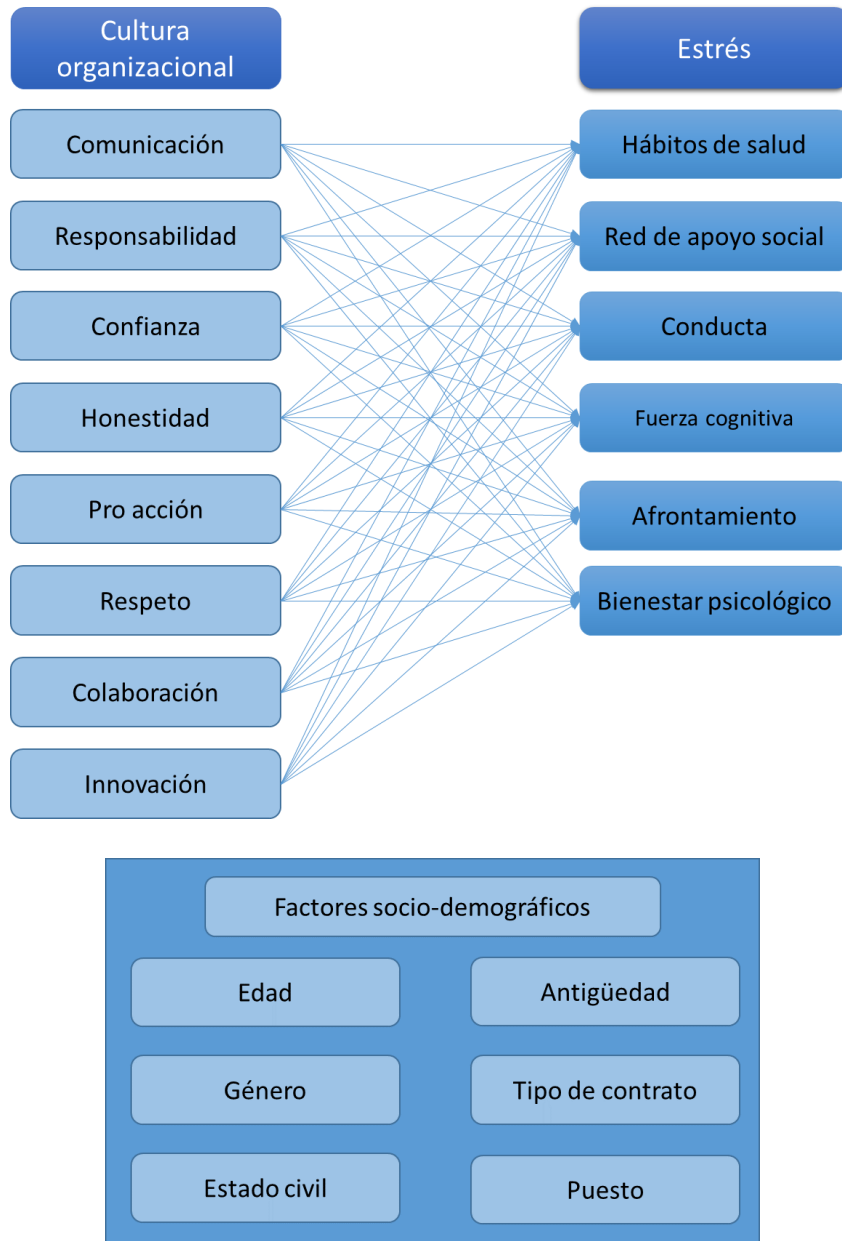 Cultura
organizacional
Estrés
Comunicación
Hábitos de salud
Responsabilidad
Red de apoyo social
Confianza
Conducta
Honestidad
Fuerza cognitiva
Pro acción
Afrontamiento
Respeto
Bienestar psicológico
Colaboración
Innovación
Factores socio-demográficos
Edad
Antigüedad
Género
Tipo de contrato
Estado civil
Puesto